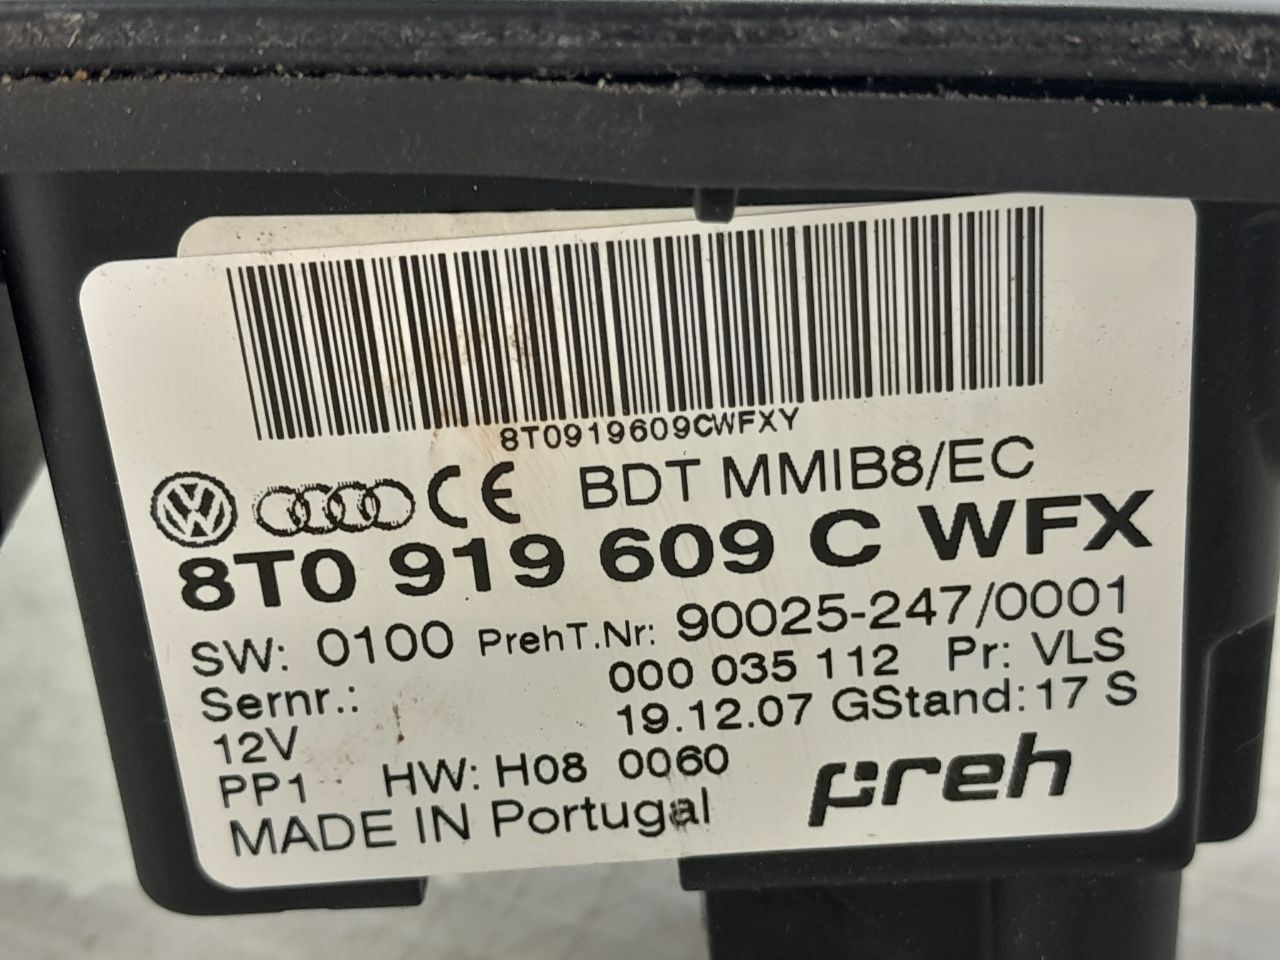 8T0919609CWFXY
CE BDT MMIB8/EC
8T0 919 609 C WFX
SW: 0100 PrehT.Nr: 90025-247/0001
Sernr.: 000 035 112 Pr: VLS
12V 19.12.07 GStand: 17 S
PP1 HW: H08 0060
MADE IN Portugal preh